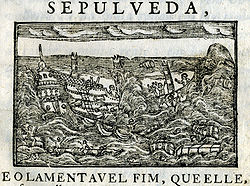 SEPULVEDA,
E O LAMENTAVEL FIM, QUE ELLE,